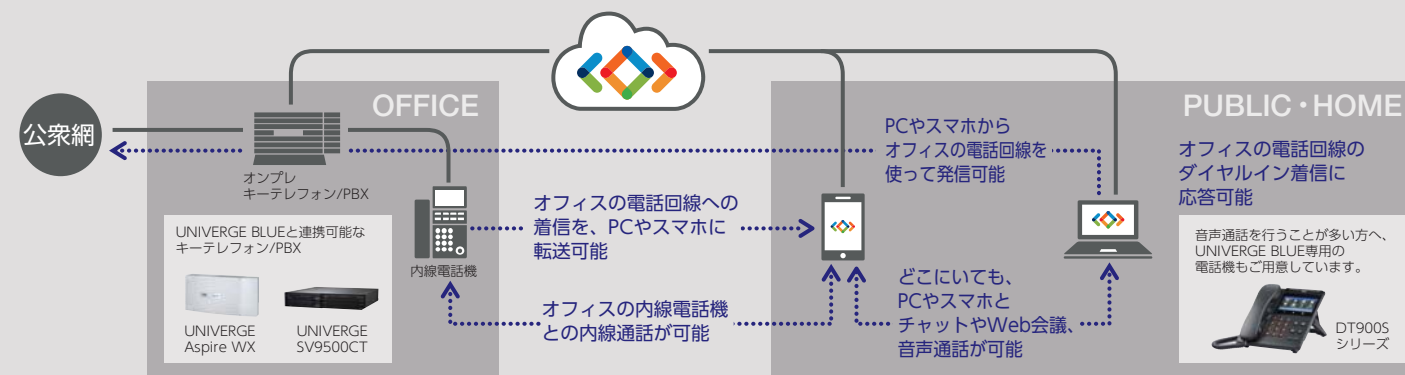 公衆網
OFFICE
オンプレ
キーテレフォン/PBX
UNIVERGE BLUEと連携可能な
キーテレフォン/PBX
UNIVERGE
Aspire WX
UNIVERGE
SV9500CT
内線電話機
オフィスの電話回線への
着信を、PCやスマホに
転送可能
オフィスの内線電話機
との内線通話が可能
PUBLIC・HOME
PCやスマホから
オフィスの電話回線を
使って発信可能
どこにいても、
PCやスマホと
チャットやWeb会議、
音声通話が可能
オフィスの電話回線の
ダイヤルイン着信に
応答可能
音声通話を行うことが多い方へ、
UNIVERGE BLUE専用の
電話機もご用意しています。
DT900S
シリーズ